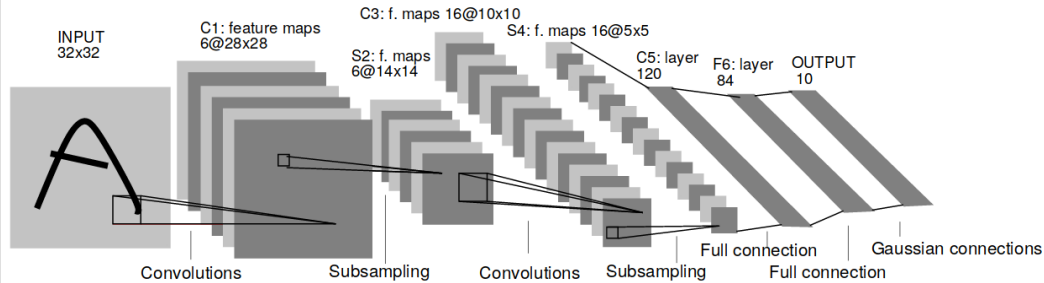 INPUT
32x32
C1: feature maps
6@28x28
S2: f. maps
6@14x14
C3: f. maps 16@10x10
S4: f. maps 16@5x5
C5: layer
120
F6: layer
84
OUTPUT
10
Convolutions
Subsampling
Convolutions
Subsampling
Full connection
Full connection
Gaussian connections